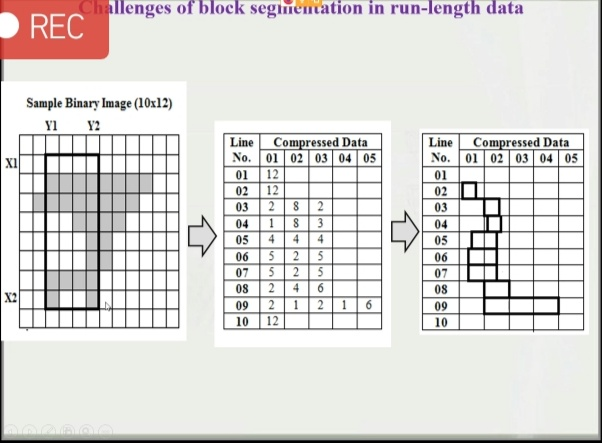 Challenges of block segmentation in run-length data
REC
Sample Binary Image (10x12)
Y1 Y2
X1
X2
Line No. Compressed Data
01 02 03 04 05
01 12
02 12
03 2 8 2
04 1 8 3
05 4 4 4
06 5 2 5
07 5 2 5
08 2 4 6
09 2 1 2 1 6
10 12
Line No. Compressed Data
01 02 03 04 05
01
02
03
04
05
06
07
08
09
10